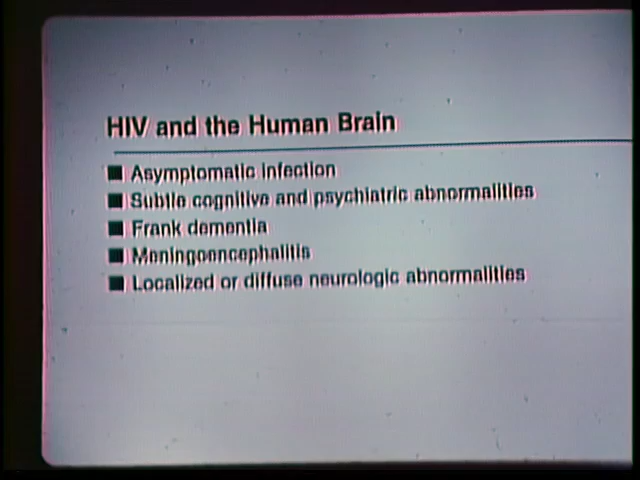 HIV and the Human Brain
■ Asymptomatic infection
■ Subtle cognitive and psychiatric abnormalities
■ Frank dementia
■ Meningoencephalitis
■ Localized or diffuse neurologic abnormalities